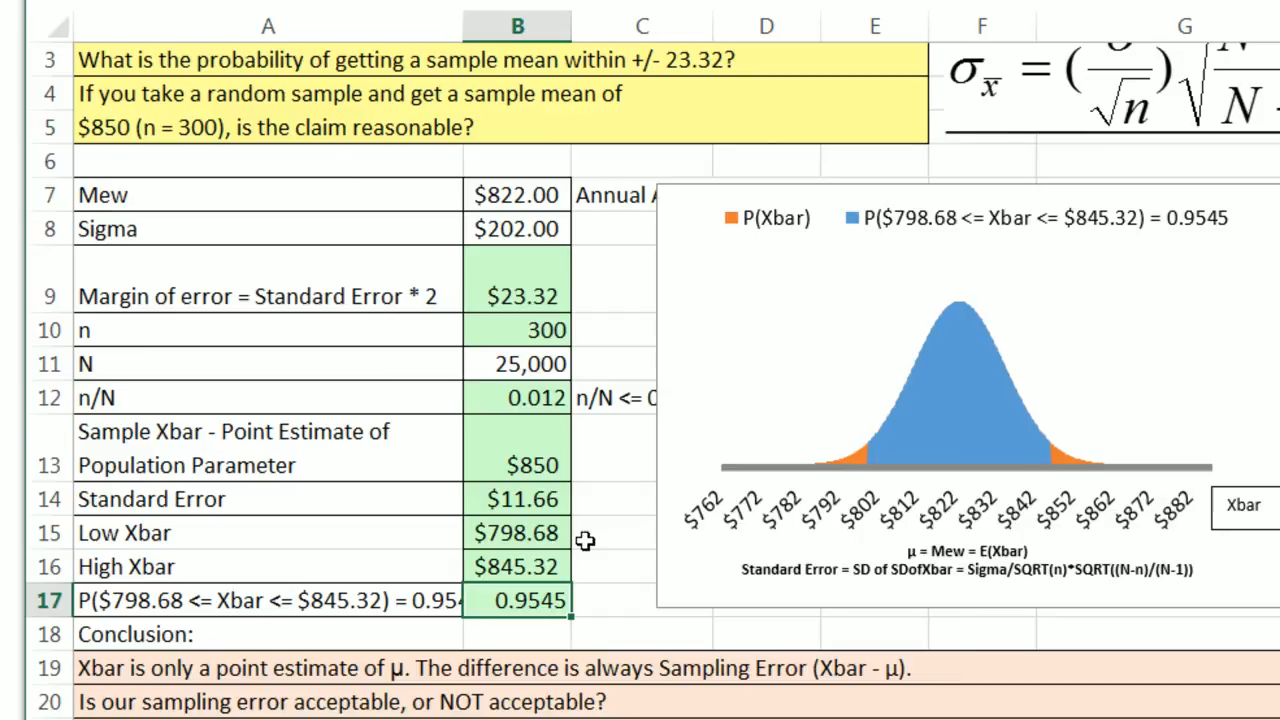 A B C D E F G
3 What is the probability of getting a sample mean within +/- 23.32?
4 If you take a random sample and get a sample mean of
5 $850 (n = 300), is the claim reasonable?
σx̄ = (σ/√n)√N N
6
7 Mew $822.00 Annual
8 Sigma $202.00
9 Margin of error = Standard Error * 2 $23.32
10 n 300
11 N 25,000
12 n/N 0.012 n/N <= 0
Sample Xbar - Point Estimate of
13 Population Parameter $850
14 Standard Error $11.66
15 Low Xbar $798.68
16 High Xbar $845.32
17 P($798.68 <= Xbar <= $845.32) = 0.954 0.9545
18 Conclusion:
19 Xbar is only a point estimate of µ. The difference is always Sampling Error (Xbar - µ).
20 Is our sampling error acceptable, or NOT acceptable?
P(Xbar) P($798.68 <= Xbar <= $845.32) = 0.9545
$762 $772 $782 $792 $802 $812 $822 $832 $842 $852 $862 $872 $882
Xbar
µ = Mew = E(Xbar)
Standard Error = SD of SDofXbar = Sigma/SQRT(n)*SQRT((N-n)/(N-1))